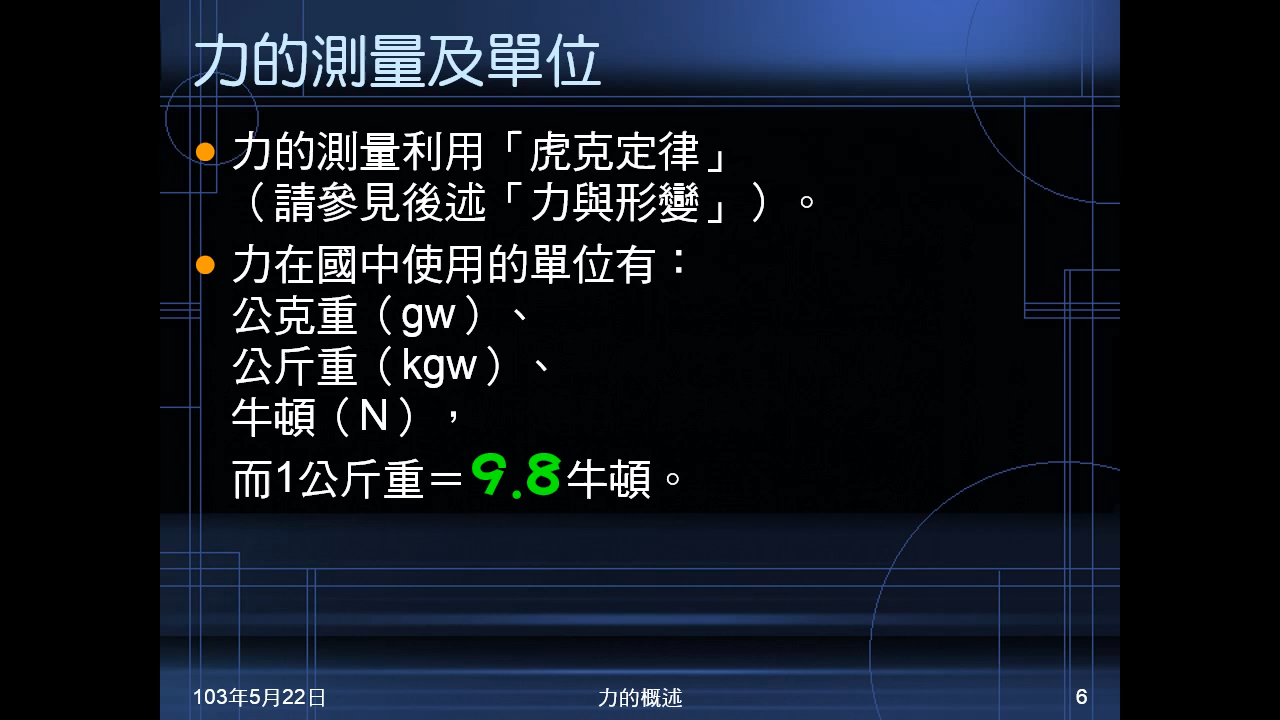 力的測量及單位
力的測量利用「虎克定律」
（請參見後述「力與形變」）。
力在國中使用的單位有：
公克重（gw）、
公斤重（kgw）、
牛頓（N），
而1公斤重＝9.8牛頓。
103年5月22日
力的概述
6